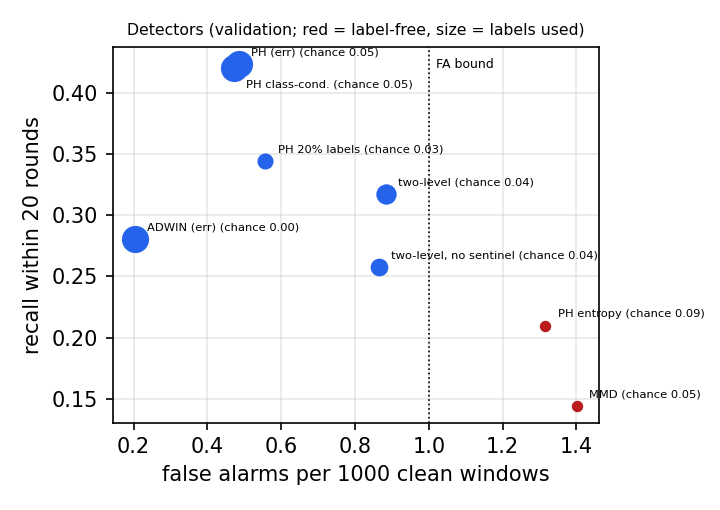 Detectors (validation; red = label-free, size = labels used)
PH (err) (chance 0.05)
FA bound
PH class-cond. (chance 0.05)
PH 20% labels (chance 0.03)
two-level (chance 0.04)
ADWIN (err) (chance 0.00)
two-level, no sentinel (chance 0.04)
PH entropy (chance 0.09)
MMD (chance 0.05)
0.40
0.35
0.30
0.25
0.20
0.15
recall within 20 rounds
0.2 0.4 0.6 0.8 1.0 1.2 1.4
false alarms per 1000 clean windows